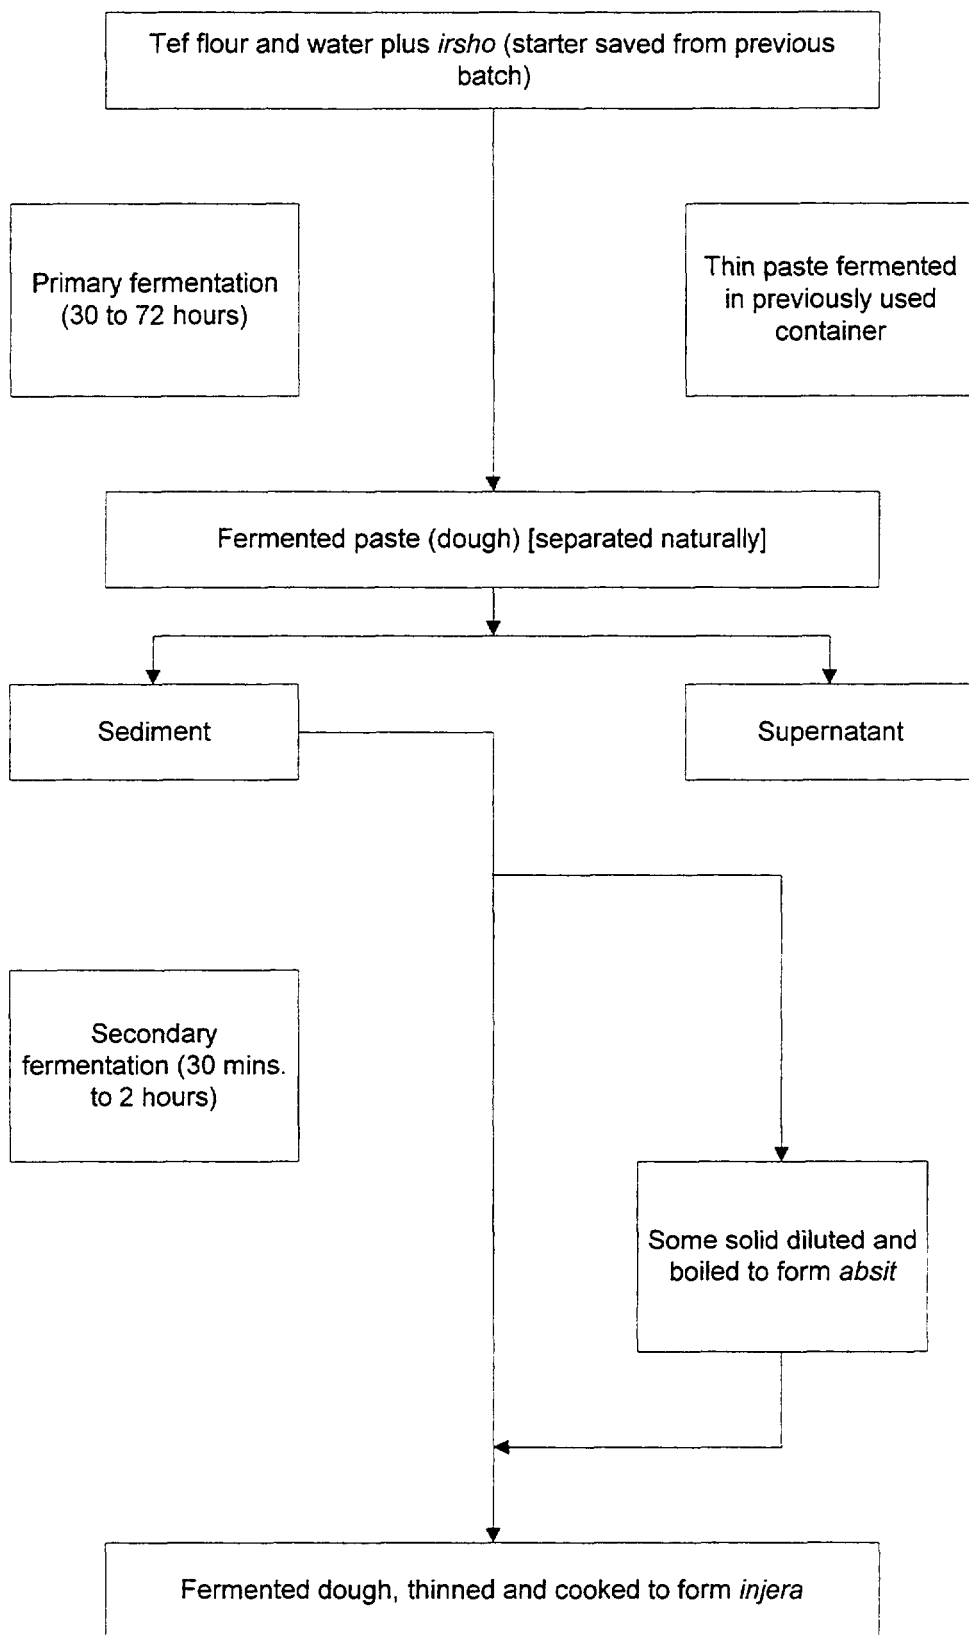 Tef flour and water plus irsho (starter saved from previous
batch)
Primary fermentation
(30 to 72 hours)
Thin paste fermented
in previously used
container
Fermented paste (dough) [separated naturally]
Sediment
Supernatant
Secondary
fermentation (30 mins.
to 2 hours)
Some solid diluted and
boiled to form absit
Fermented dough, thinned and cooked to form injera